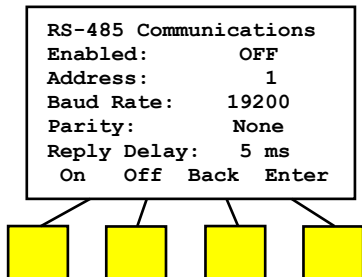 RS-485 Communications
Enabled: OFF
Address: 1
Baud Rate: 19200
Parity: None
Reply Delay: 5 ms
On Off Back Enter